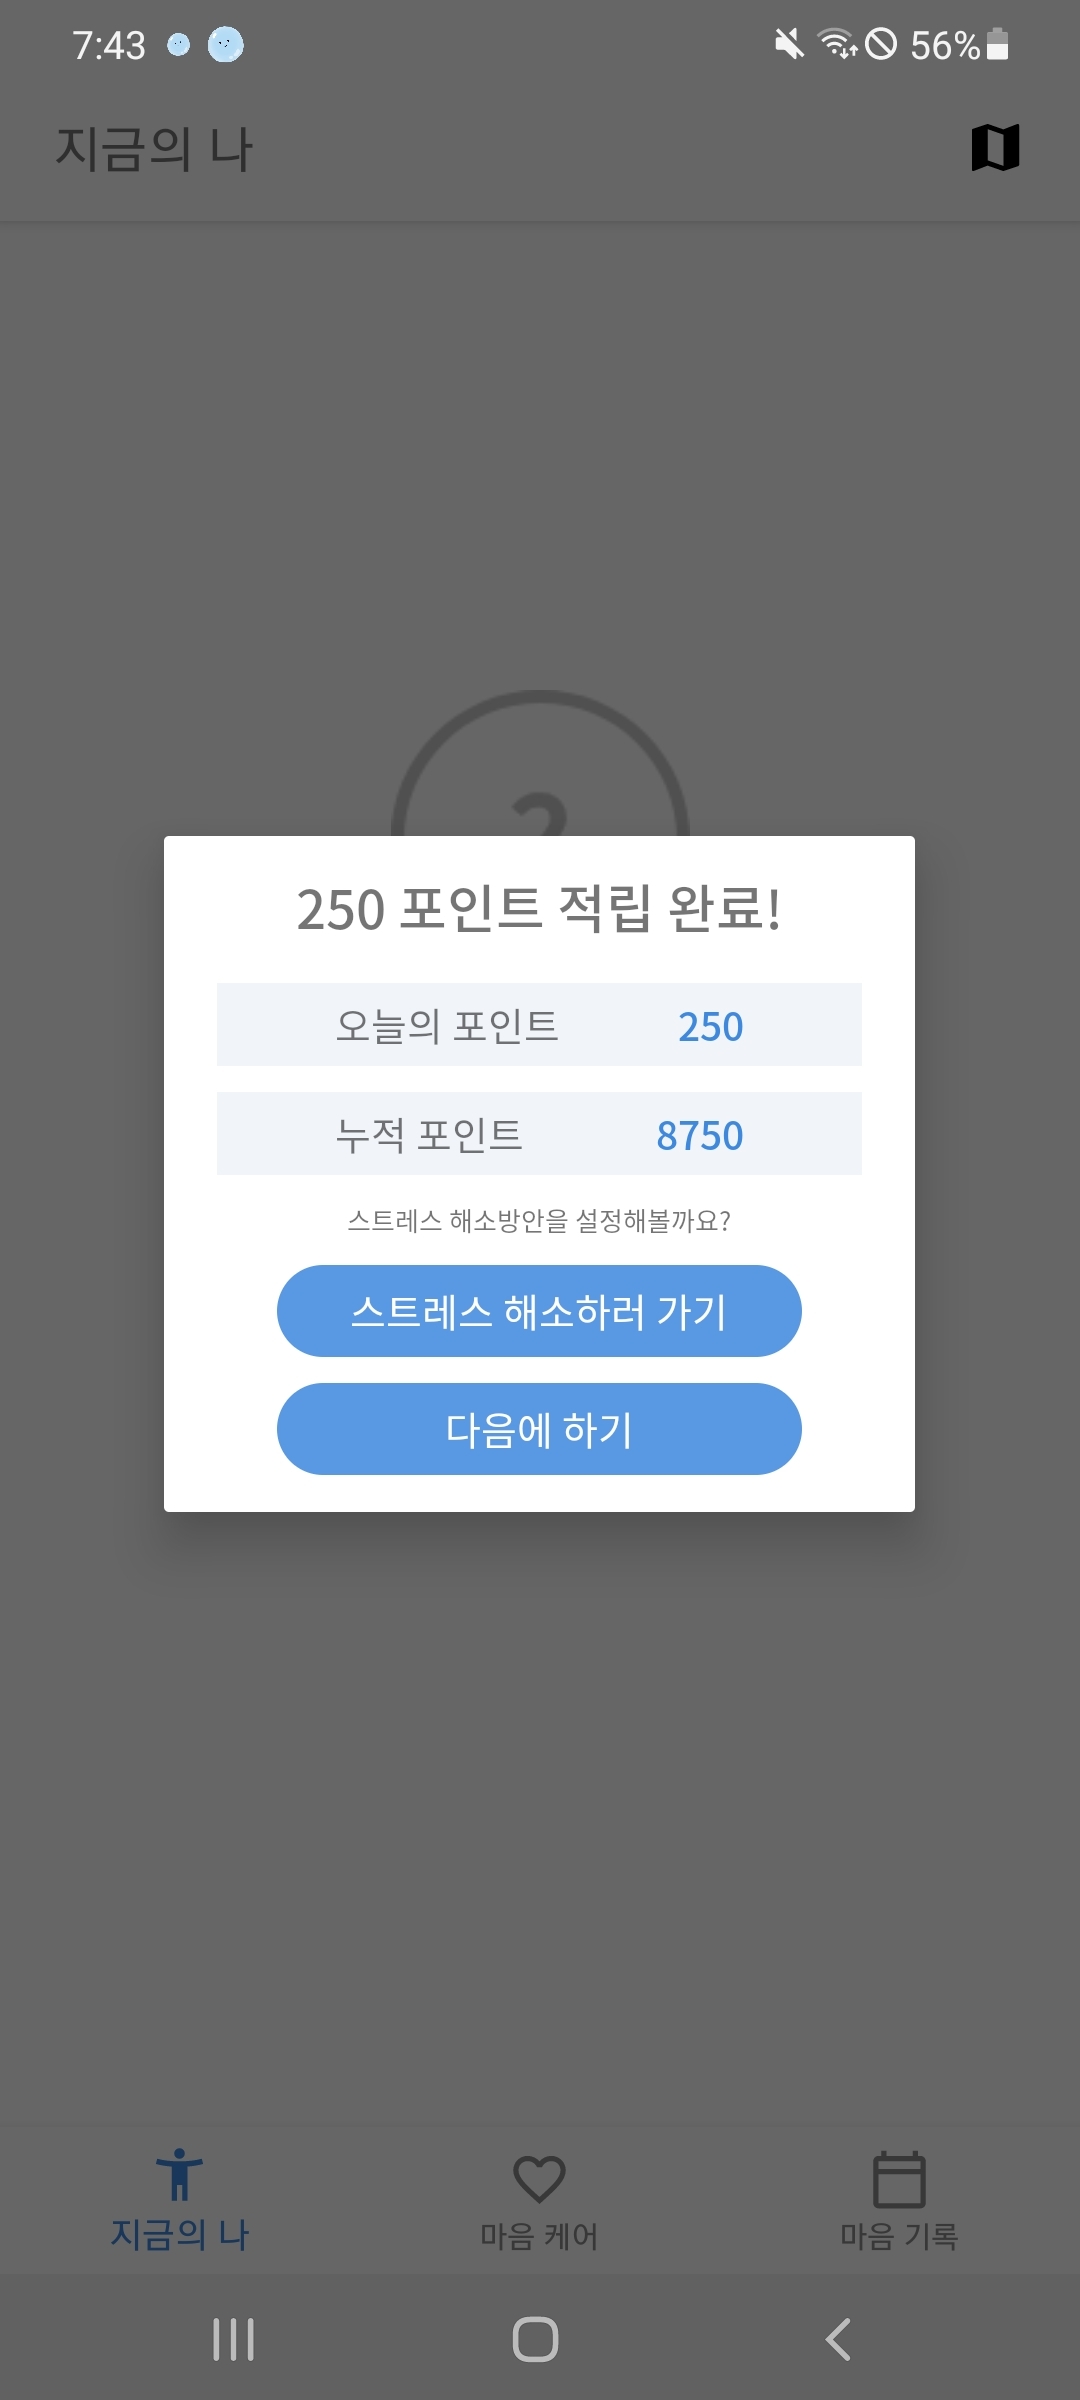 7:43
56%
지금의 나
250 포인트 적립 완료!
오늘의 포인트 250
누적 포인트 8750
스트레스 해소방안을 설정해볼까요?
스트레스 해소하러 가기
다음에 하기
지금의 나 마음 케어 마음 기록